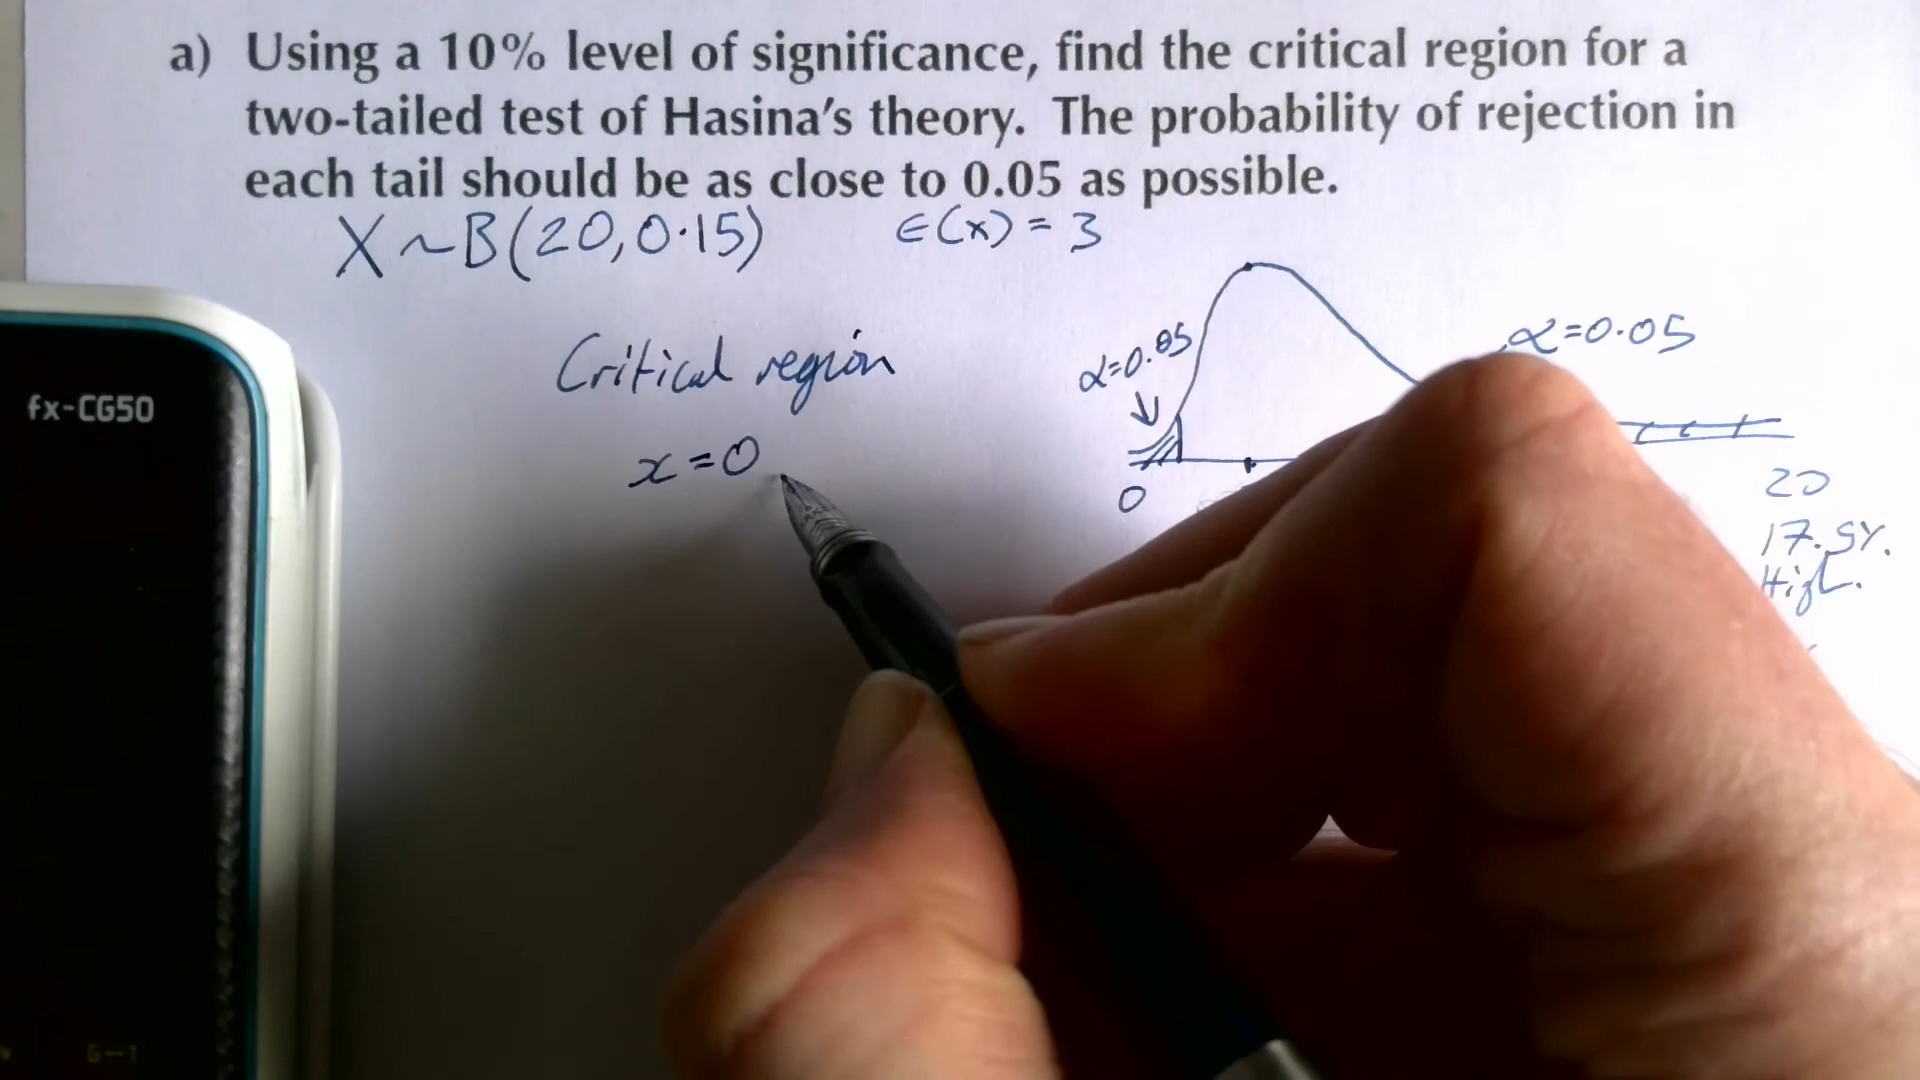 a) Using a 10% level of significance, find the critical region for a
two-tailed test of Hasina's theory. The probability of rejection in
each tail should be as close to 0.05 as possible.
X~B(20,0.15) E(x) = 3
Critical region
x=0
α=0.05
α=0.05
0
20
17.5%.
High.
fx-CG50
G-T